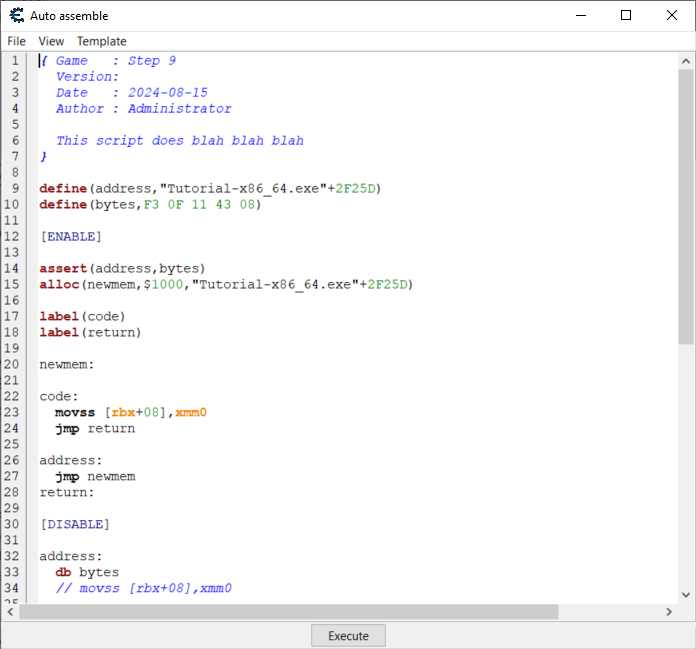 Auto assemble
File View Template
1 { Game   : Step 9
2   Version:
3   Date   : 2024-08-15
4   Author : Administrator
5
6   This script does blah blah blah
7 }
8
9 define(address,"Tutorial-x86_64.exe"+2F25D)
10 define(bytes,F3 0F 11 43 08)
11
12 [ENABLE]
13
14 assert(address,bytes)
15 alloc(newmem,$1000,"Tutorial-x86_64.exe"+2F25D)
16
17 label(code)
18 label(return)
19
20 newmem:
21
22 code:
23   movss [rbx+08],xmm0
24   jmp return
25
26 address:
27   jmp newmem
28 return:
29
30 [DISABLE]
31
32 address:
33   db bytes
34   // movss [rbx+08],xmm0
35
Execute